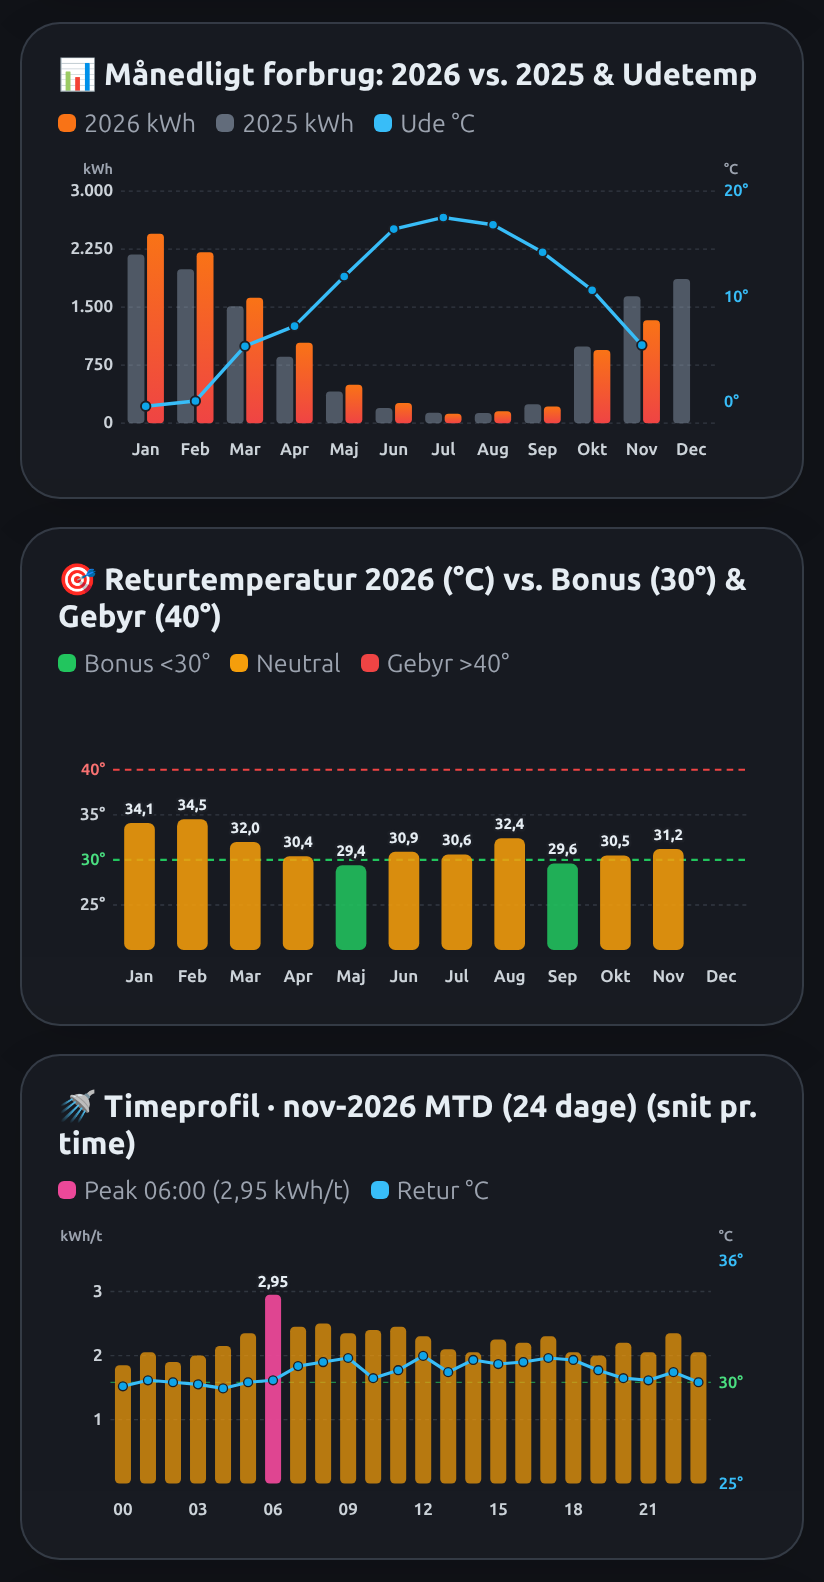 Månedligt forbrug: 2026 vs. 2025 & Udetemp
2026 kWh 2025 kWh Ude °C
kWh °C
3.000 20°
2.250
1.500 10°
750
0 0°
Jan Feb Mar Apr Maj Jun Jul Aug Sep Okt Nov Dec
Returtemperatur 2026 (°C) vs. Bonus (30°) &
Gebyr (40°)
Bonus <30° Neutral Gebyr >40°
40°
35°
30°
25°
34,1 34,5 32,0 30,4 29,4 30,9 30,6 32,4 29,6 30,5 31,2
Jan Feb Mar Apr Maj Jun Jul Aug Sep Okt Nov Dec
Timeprofil · nov-2026 MTD (24 dage) (snit pr.
time)
Peak 06:00 (2,95 kWh/t) Retur °C
kWh/t °C
36°
2,95
3
2
30°
1
25°
00 03 06 09 12 15 18 21